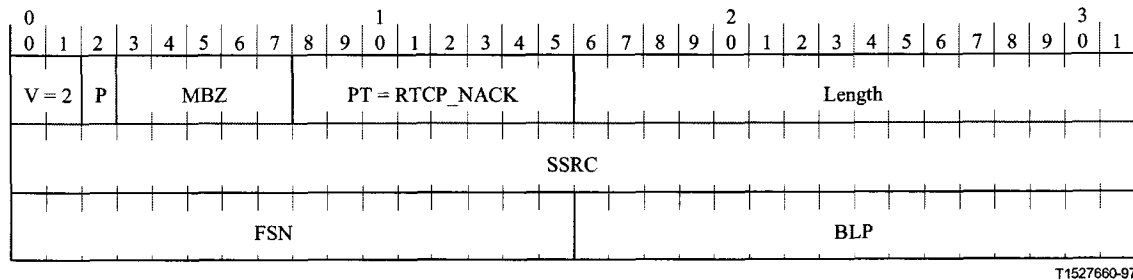 0 1 2 3
0 1 2 3 4 5 6 7 8 9 0 1 2 3 4 5 6 7 8 9 0 1 2 3 4 5 6 7 8 9 0 1
V = 2 P MBZ PT = RTCP_NACK Length
SSRC
FSN BLP
T1527660-97